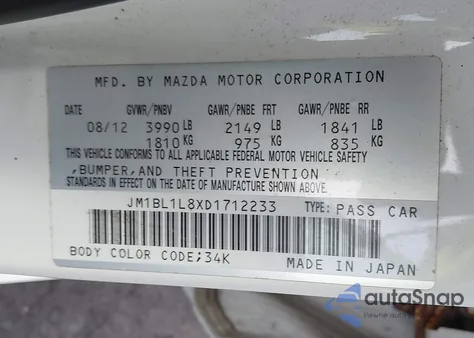 MFD. BY MAZDA MOTOR CORPORATION
DATE GVWR/PNBV GAWR/PNBE FRT GAWR/PNBE RR
08/12 3990 LB 2149 LB 1841 LB
1810 KG 975 KG 835 KG
THIS VEHICLE CONFORMS TO ALL APPLICABLE FEDERAL MOTOR VEHICLE SAFETY
,BUMPER,AND THEFT PREVENTION
STANDARDS IN EFFECT ON THE DATE OF MANUFACTURE SHOWN ABOVE.
JM1BL1L8XD1712233 TYPE:PASS CAR
BODY COLOR CODE;34K MADE IN JAPAN
autoSnap